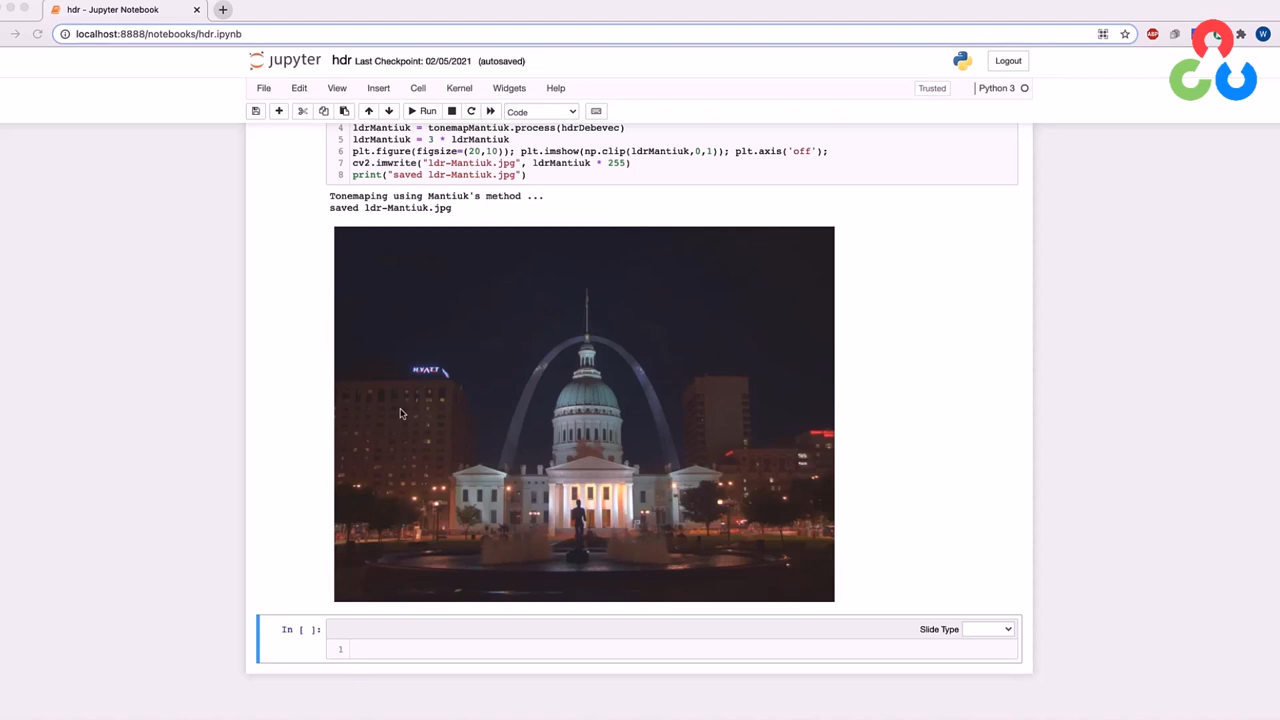 hdr - Jupyter Notebook
localhost:8888/notebooks/hdr.ipynb
ABP
W
jupyter hdr Last Checkpoint: 02/05/2021 (autosaved)
Logout
File Edit View Insert Cell Kernel Widgets Help
Trusted Python 3
Run
Code
4 ldrMantiuk = tonemapMantiuk.process(hdrDebevec)
5 ldrMantiuk = 3 * ldrMantiuk
6 plt.figure(figsize=(20,10)); plt.imshow(np.clip(ldrMantiuk,0,1)); plt.axis('off');
7 cv2.imwrite("ldr-Mantiuk.jpg", ldrMantiuk * 255)
8 print("saved ldr-Mantiuk.jpg")
Tonemaping using Mantiuk's method ...
saved ldr-Mantiuk.jpg
HYATT
In [ ]:
Slide Type
1